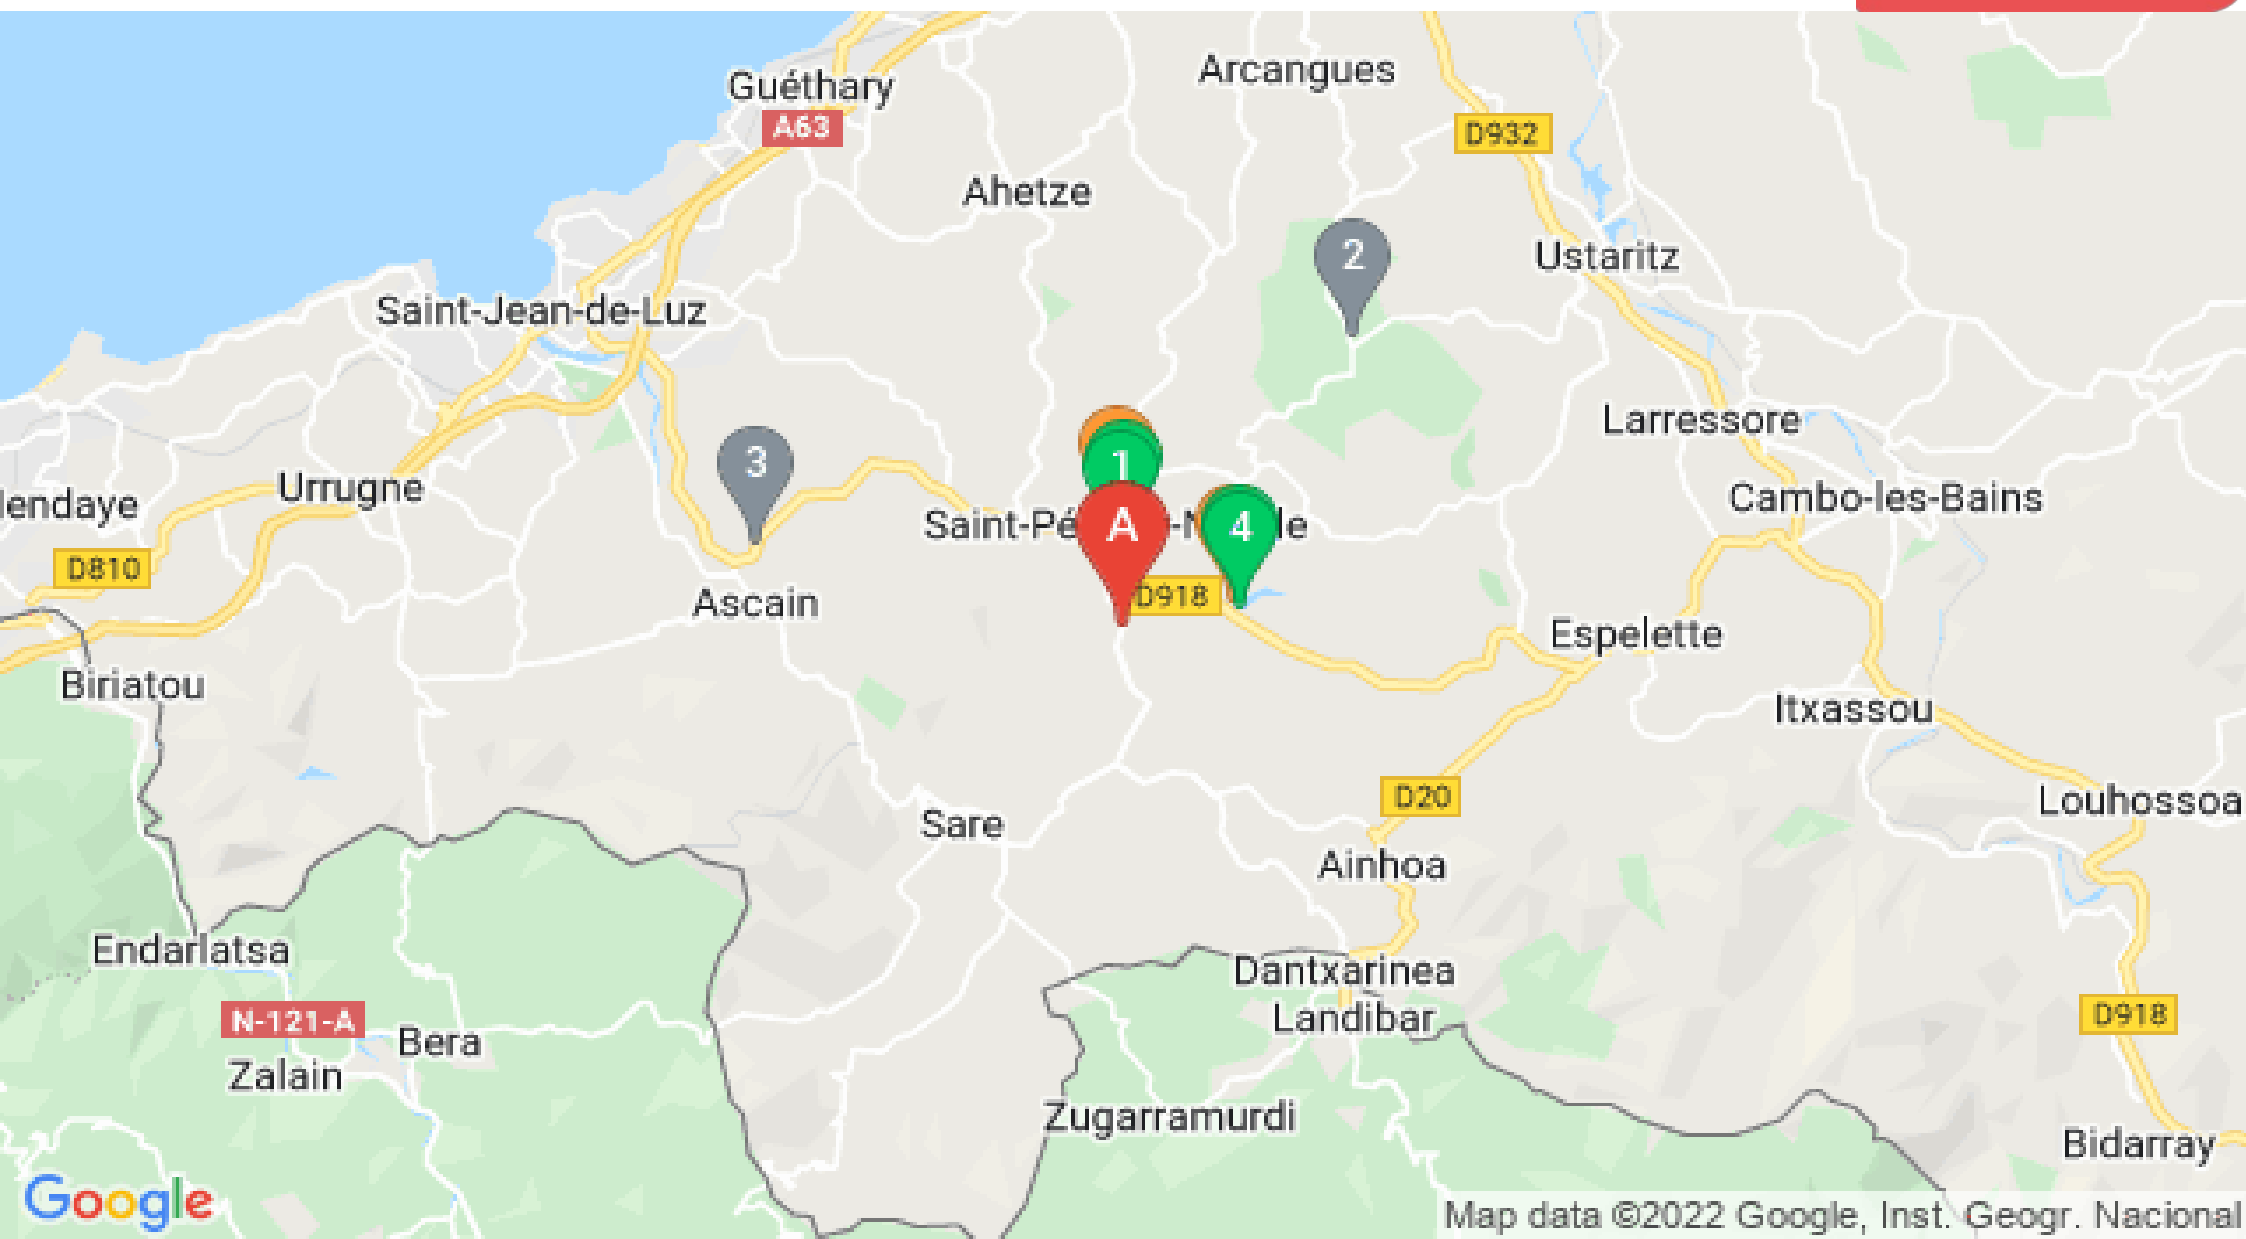 Guéthary
Arcangues
A63
D932
Ahetze
2
Ustaritz
Saint-Jean-de-Luz
Larressore
3
1
Urrugne
Cambo-les-Bains
D810
A
4
D918
Ascain
Espelette
Biriatou
Itxassou
D20
Louhossoa
Sare
Ainhoa
Endarlatsa
Dantxarinea
Landibar
N-121-A
D918
Bera
Zalain
Zugarramurdi
Bidarray
Google
Map data ©2022 Google, Inst. Geogr. Nacional